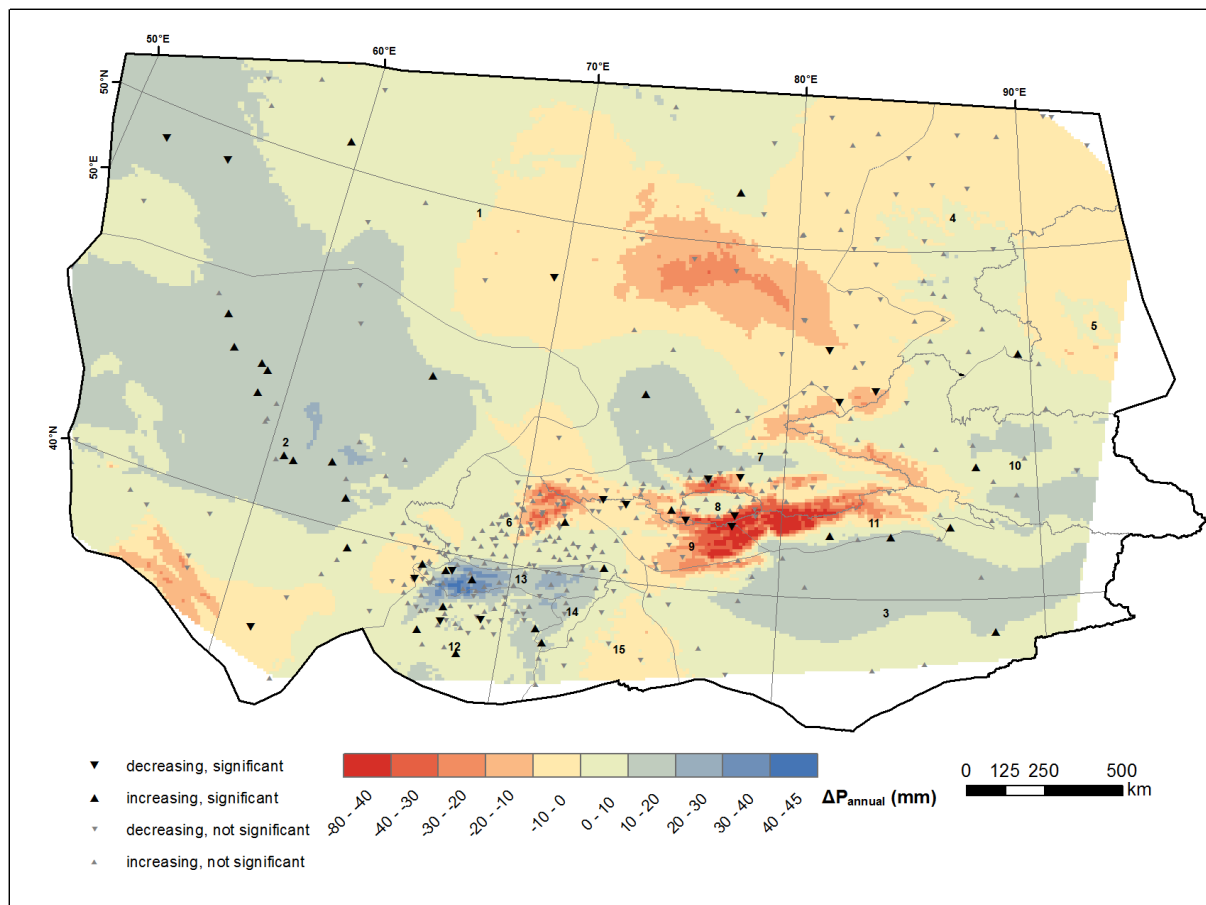 50°E
60°E
70°E
80°E
90°E
50°N
50°E
40°N
1
4
5
2
7
10
8
6
11
9
13
14
3
12
15
decreasing, significant
increasing, significant
decreasing, not significant
increasing, not significant
-80 - -40
-40 - -30
-30 - -20
-20 - -10
-10 - 0
0 - 10
10 - 20
20 - 30
30 - 40
40 - 45
ΔPannual (mm)
0 125 250 500
km